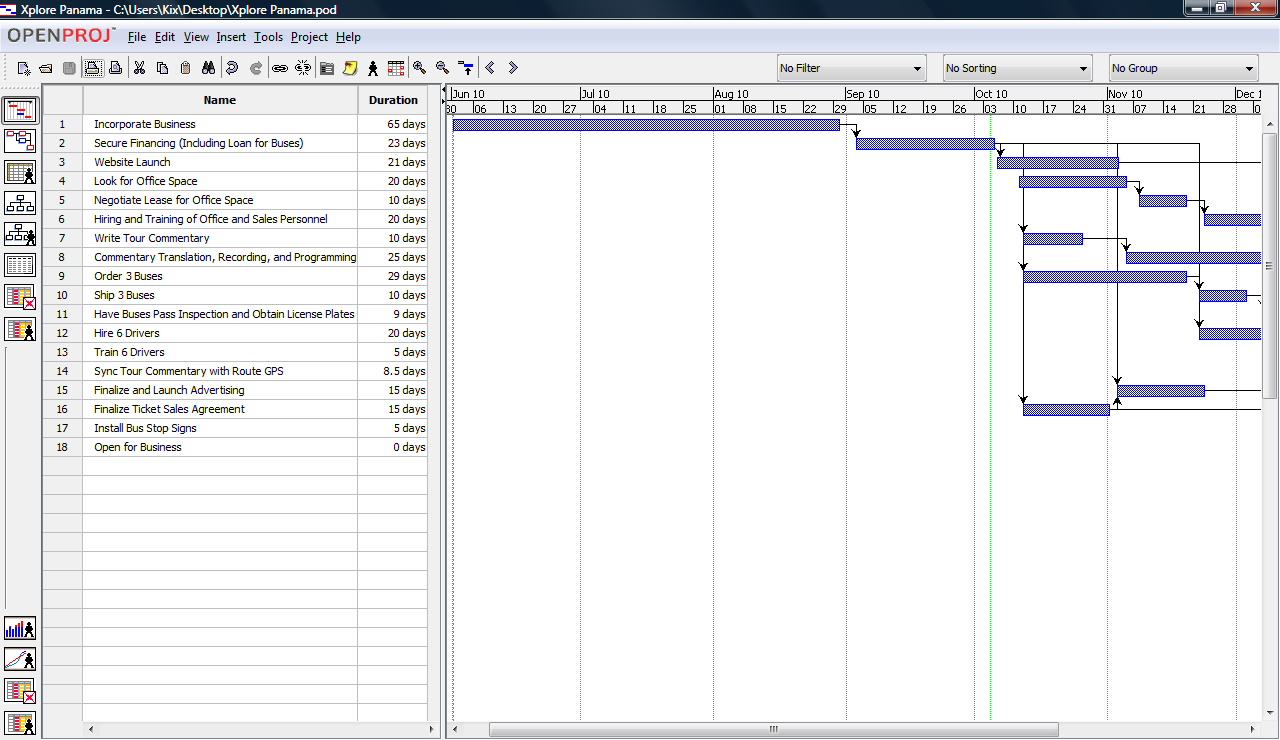 Xplore Panama - C:\Users\Kix\Desktop\Xplore Panama.pod
OPENPROJ™ File Edit View Insert Tools Project Help
No Filter No Sorting No Group
Name Duration
Jun 10 Jul 10 Aug 10 Sep 10 Oct 10 Nov 10 Dec 1
30 06 13 20 27 04 11 18 25 01 08 15 22 29 05 12 19 26 03 10 17 24 31 07 14 21 28 0
1 Incorporate Business 65 days
2 Secure Financing (Including Loan for Buses) 23 days
3 Website Launch 21 days
4 Look for Office Space 20 days
5 Negotiate Lease for Office Space 10 days
6 Hiring and Training of Office and Sales Personnel 20 days
7 Write Tour Commentary 10 days
8 Commentary Translation, Recording, and Programming 25 days
9 Order 3 Buses 29 days
10 Ship 3 Buses 10 days
11 Have Buses Pass Inspection and Obtain License Plates 9 days
12 Hire 6 Drivers 20 days
13 Train 6 Drivers 5 days
14 Sync Tour Commentary with Route GPS 8.5 days
15 Finalize and Launch Advertising 15 days
16 Finalize Ticket Sales Agreement 15 days
17 Install Bus Stop Signs 5 days
18 Open for Business 0 days